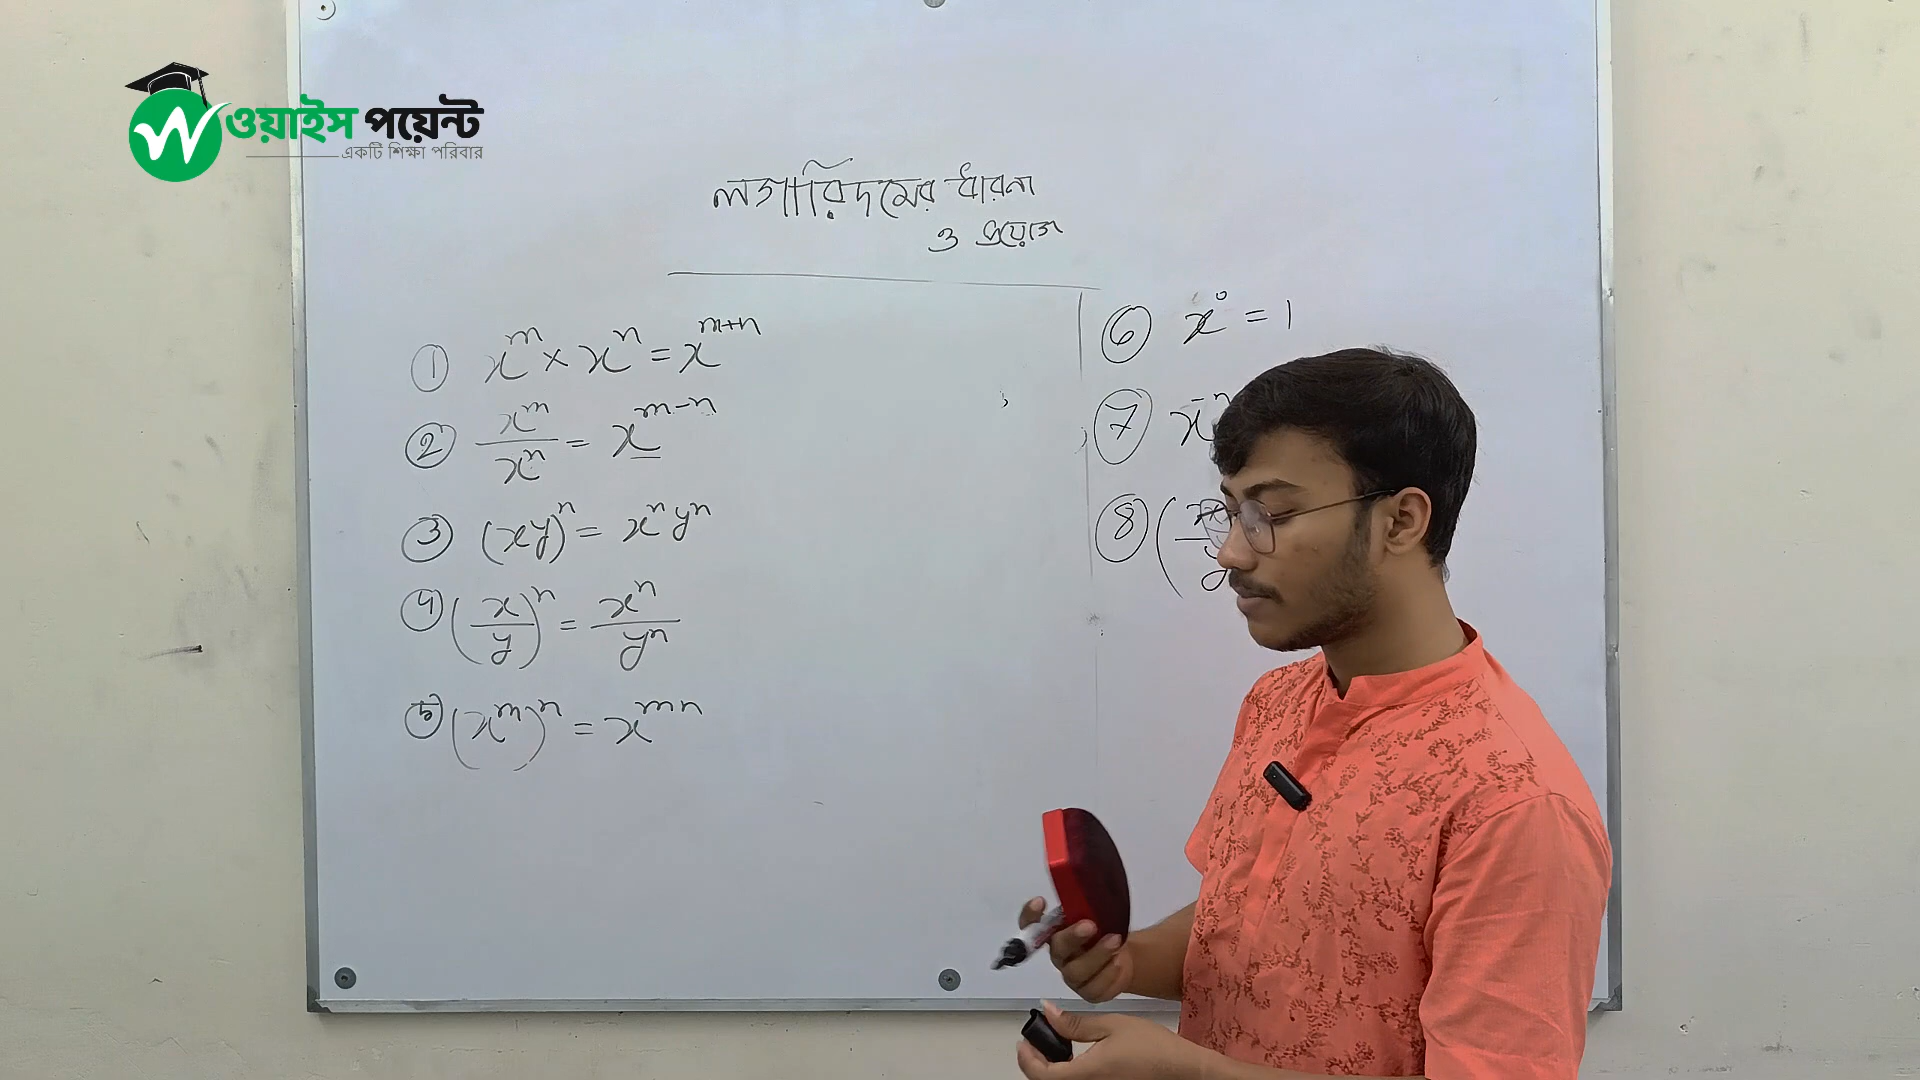 ওয়াইস পয়েন্ট
একটি শিক্ষা পরিবার
লগারিদমের ধারনা
ও প্রয়োগ
① x^m × x^n = x^{m+n}
② x^m / x^n = x^{m-n}
③ (xy)^n = x^n y^n
④ (x/y)^n = x^n / y^n
⑤ (x^m)^n = x^{mn}
⑥ x^0 = 1
⑦ x^{-n}
⑧ (x/y